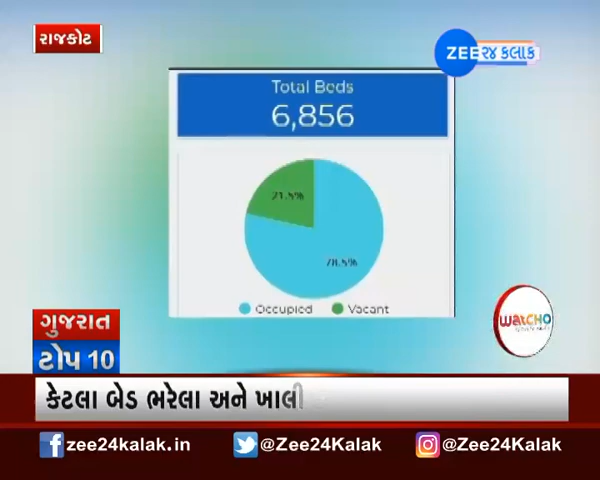 રાજકોટ
ZEE ૨૪ કલાક
Total Beds
6,856
21.5%
78.5%
Occupied
Vacant
WATCHO
ગુજરાત
ટોપ 10
કેટલા બેડ ભરેલા અને ખાલી
zee24kalak.in
@Zee24Kalak
@Zee24Kalak